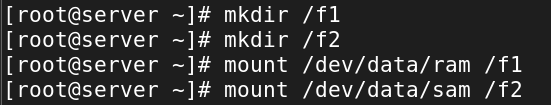 [root@server ~]# mkdir /f1
[root@server ~]# mkdir /f2
[root@server ~]# mount /dev/data/ram /f1
[root@server ~]# mount /dev/data/sam /f2